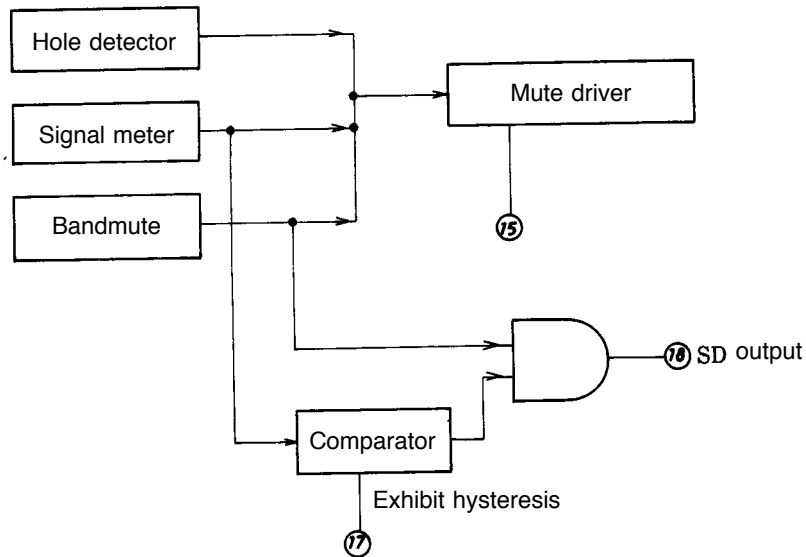 Hole detector
Mute driver
Signal meter
Bandmute
15
18 SD output
Comparator
Exhibit hysteresis
17